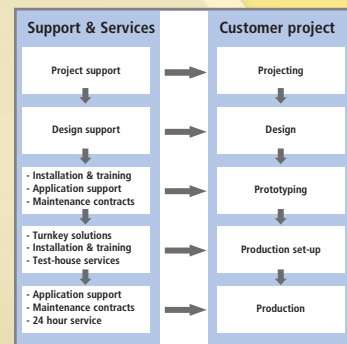 Support & Services
Customer project
Project support
Projecting
Design support
Design
- Installation & training
- Application support
- Maintenance contracts
Prototyping
- Turnkey solutions
- Installation & training
- Test-house services
Production set-up
- Application support
- Maintenance contracts
- 24 hour service
Production